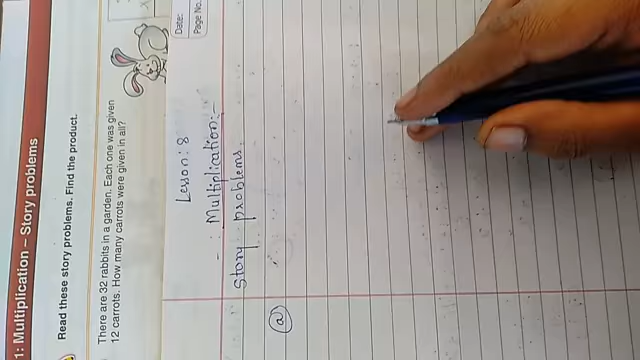 1: Multiplication – Story problems
Read these story problems. Find the product.
There are 32 rabbits in a garden. Each one was given
12 carrots. How many carrots were given in all?
Date:
Page No.
Lesson: 8
Multiplication:-
Story problems.
(a)